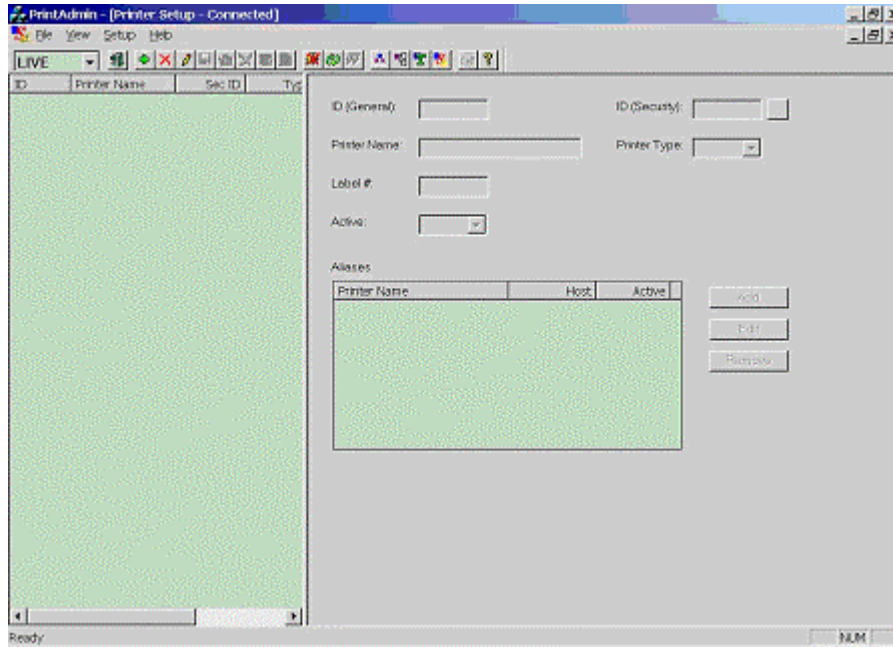 PrintAdmin - [Printer Setup - Connected]
File View Setup Help
LIVE
ID Printer Name Sec ID Typ
ID (General): ID (Security):
Printer Name: Printer Type:
Label #:
Active:
Aliases
Printer Name Host Active
Add
Edit
Remove
Ready NUM